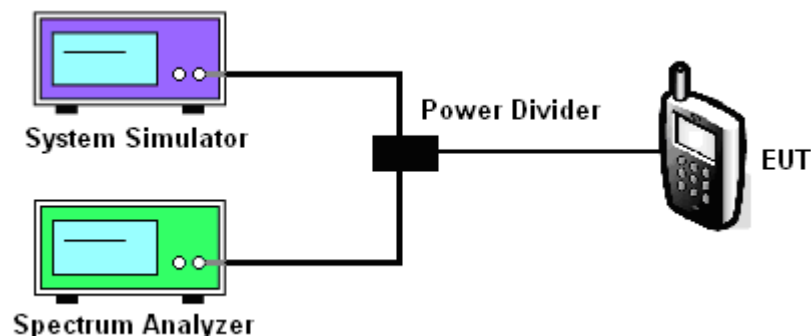 System Simulator
Power Divider
EUT
Spectrum Analyzer